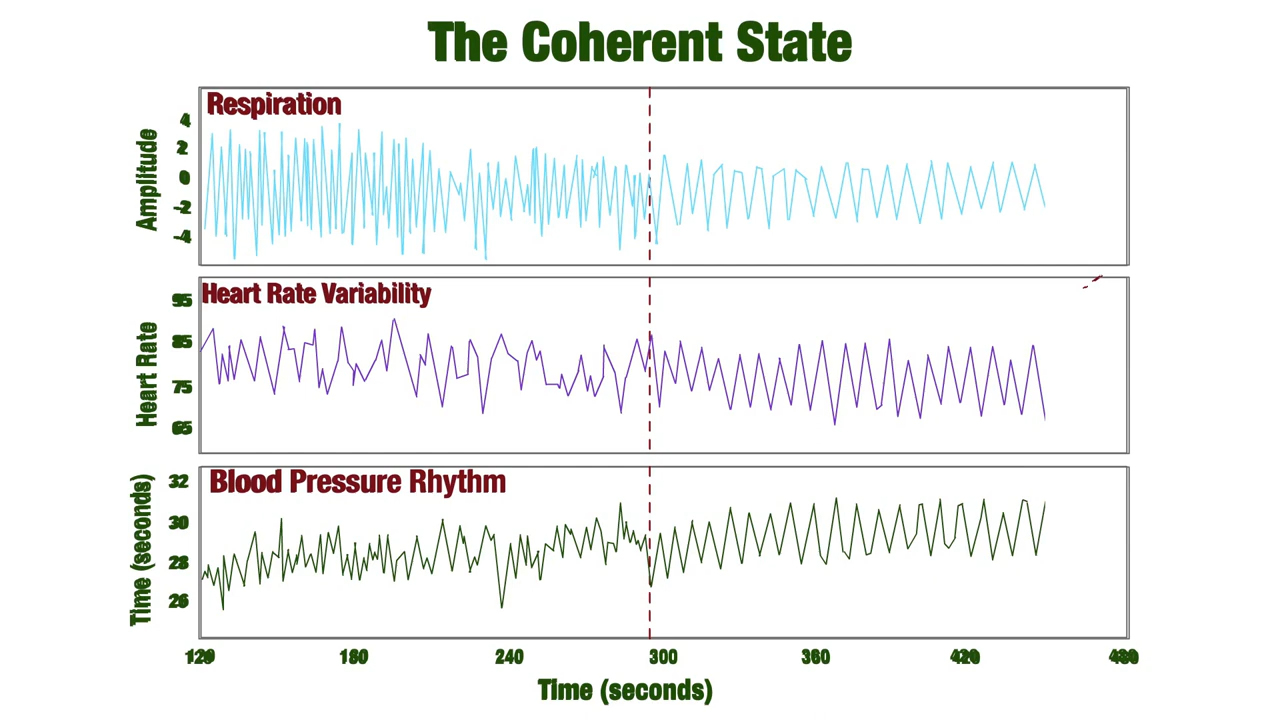 The Coherent State
Respiration
Amplitude
4
2
0
-2
-4
Heart Rate Variability
Heart Rate
95
85
75
65
Blood Pressure Rhythm
Time (seconds)
32
30
28
26
120 180 240 300 360 420 480
Time (seconds)